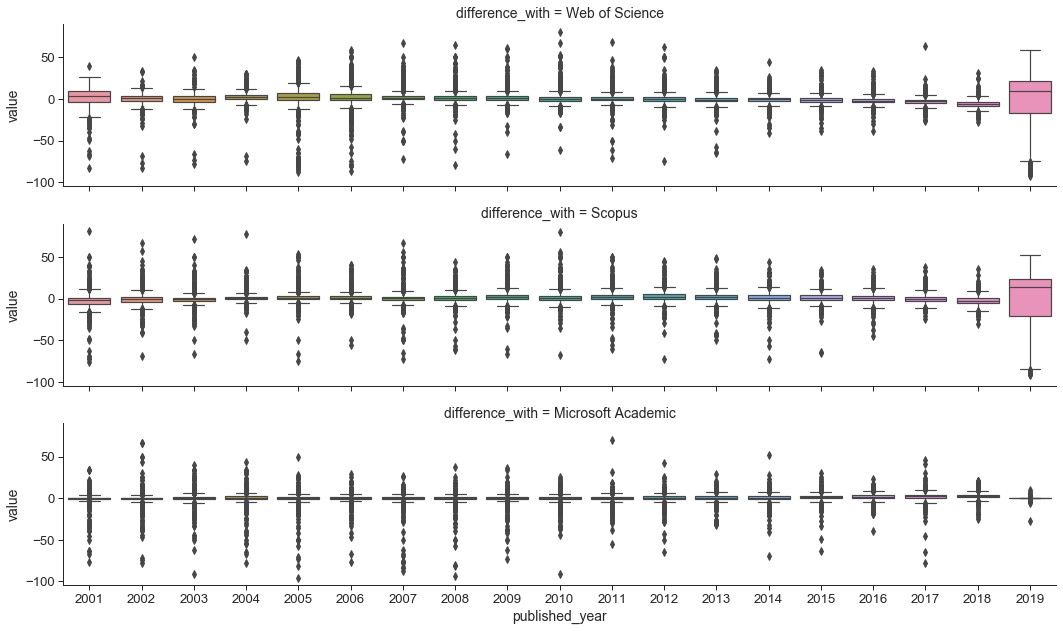 difference_with = Web of Science
50
0
−50
−100
value
difference_with = Scopus
50
0
−50
−100
value
difference_with = Microsoft Academic
50
0
−50
−100
value
2001 2002 2003 2004 2005 2006 2007 2008 2009 2010 2011 2012 2013 2014 2015 2016 2017 2018 2019
published_year